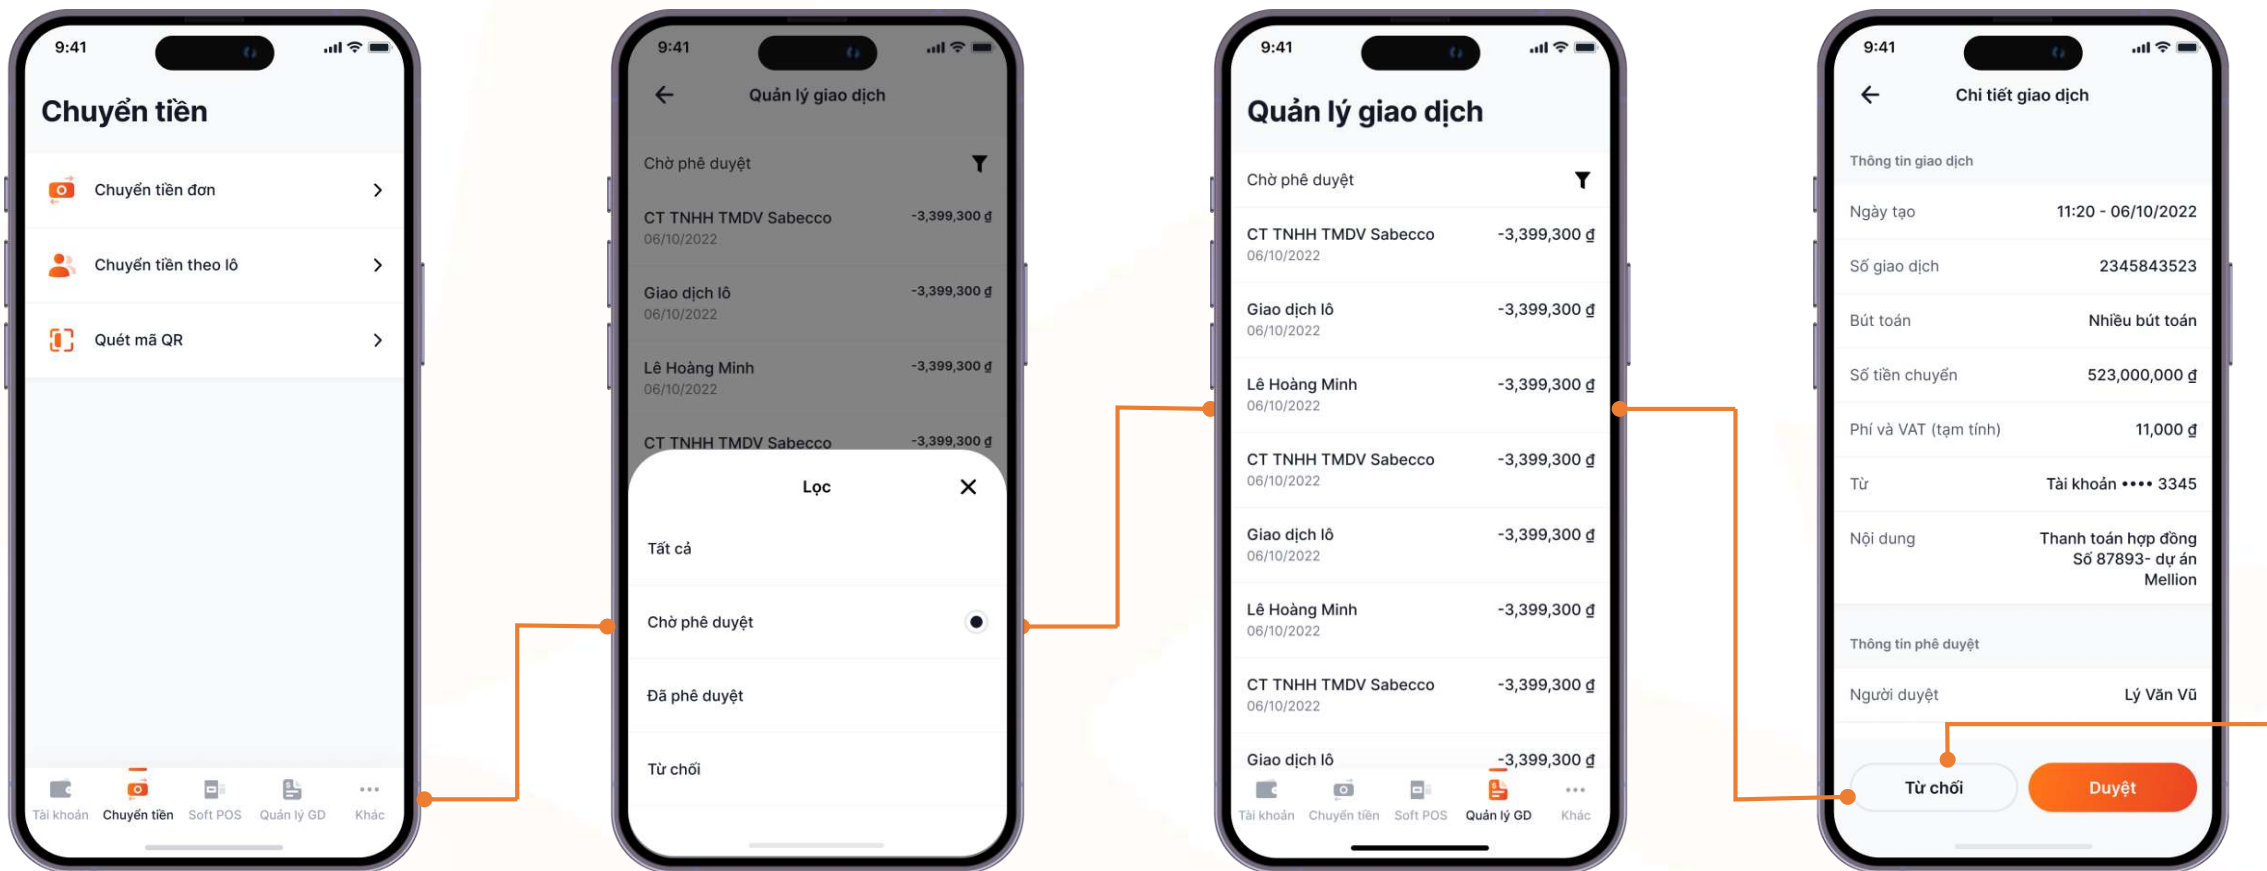 9:41
Chuyển tiền
Chuyển tiền đơn
Chuyển tiền theo lô
Quét mã QR
Tài khoản Chuyển tiền Soft POS Quản lý GD Khác
9:41
Quản lý giao dịch
Chờ phê duyệt
CT TNHH TMDV Sabecco -3,399,300 ₫
06/10/2022
Giao dịch lô -3,399,300 ₫
06/10/2022
Lê Hoàng Minh -3,399,300 ₫
06/10/2022
CT TNHH TMDV Sabecco -3,399,300 ₫
Lọc
Tất cả
Chờ phê duyệt
Đã phê duyệt
Từ chối
9:41
Quản lý giao dịch
Chờ phê duyệt
CT TNHH TMDV Sabecco -3,399,300 ₫
06/10/2022
Giao dịch lô -3,399,300 ₫
06/10/2022
Lê Hoàng Minh -3,399,300 ₫
06/10/2022
CT TNHH TMDV Sabecco -3,399,300 ₫
06/10/2022
Giao dịch lô -3,399,300 ₫
06/10/2022
Lê Hoàng Minh -3,399,300 ₫
06/10/2022
CT TNHH TMDV Sabecco -3,399,300 ₫
06/10/2022
Giao dịch lô -3,399,300 ₫
Tài khoản Chuyển tiền Soft POS Quản lý GD Khác
9:41
Chi tiết giao dịch
Thông tin giao dịch
Ngày tạo 11:20 - 06/10/2022
Số giao dịch 2345843523
Bút toán Nhiều bút toán
Số tiền chuyển 523,000,000 ₫
Phí và VAT (tạm tính) 11,000 ₫
Từ Tài khoản •••• 3345
Nội dung Thanh toán hợp đồng
Số 87893- dự án
Mellion
Thông tin phê duyệt
Người duyệt Lý Văn Vũ
Từ chối Duyệt